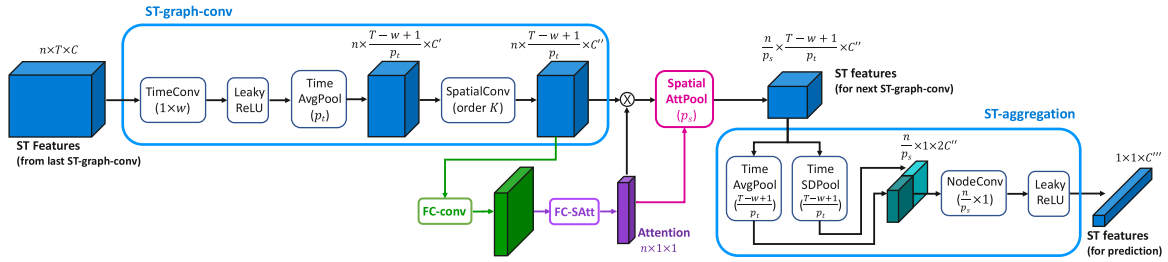 ST-graph-conv
n×T×C
n×(T−w+1)/p_t×C′
n×(T−w+1)/p_t×C″
n/p_s×(T−w+1)/p_t×C″
TimeConv
(1×w)
Leaky
ReLU
Time
AvgPool
(p_t)
SpatialConv
(order K)
×
Spatial
AttPool
(p_s)
ST features
(for next ST-graph-conv)
ST Features
(from last ST-graph-conv)
FC-conv
FC-SAtt
Attention
n×1×1
ST-aggregation
n/p_s×1×2C″
1×1×C‴
Time
AvgPool
((T−w+1)/p_t)
Time
SDPool
((T−w+1)/p_t)
NodeConv
(n/p_s×1)
Leaky
ReLU
ST features
(for prediction)